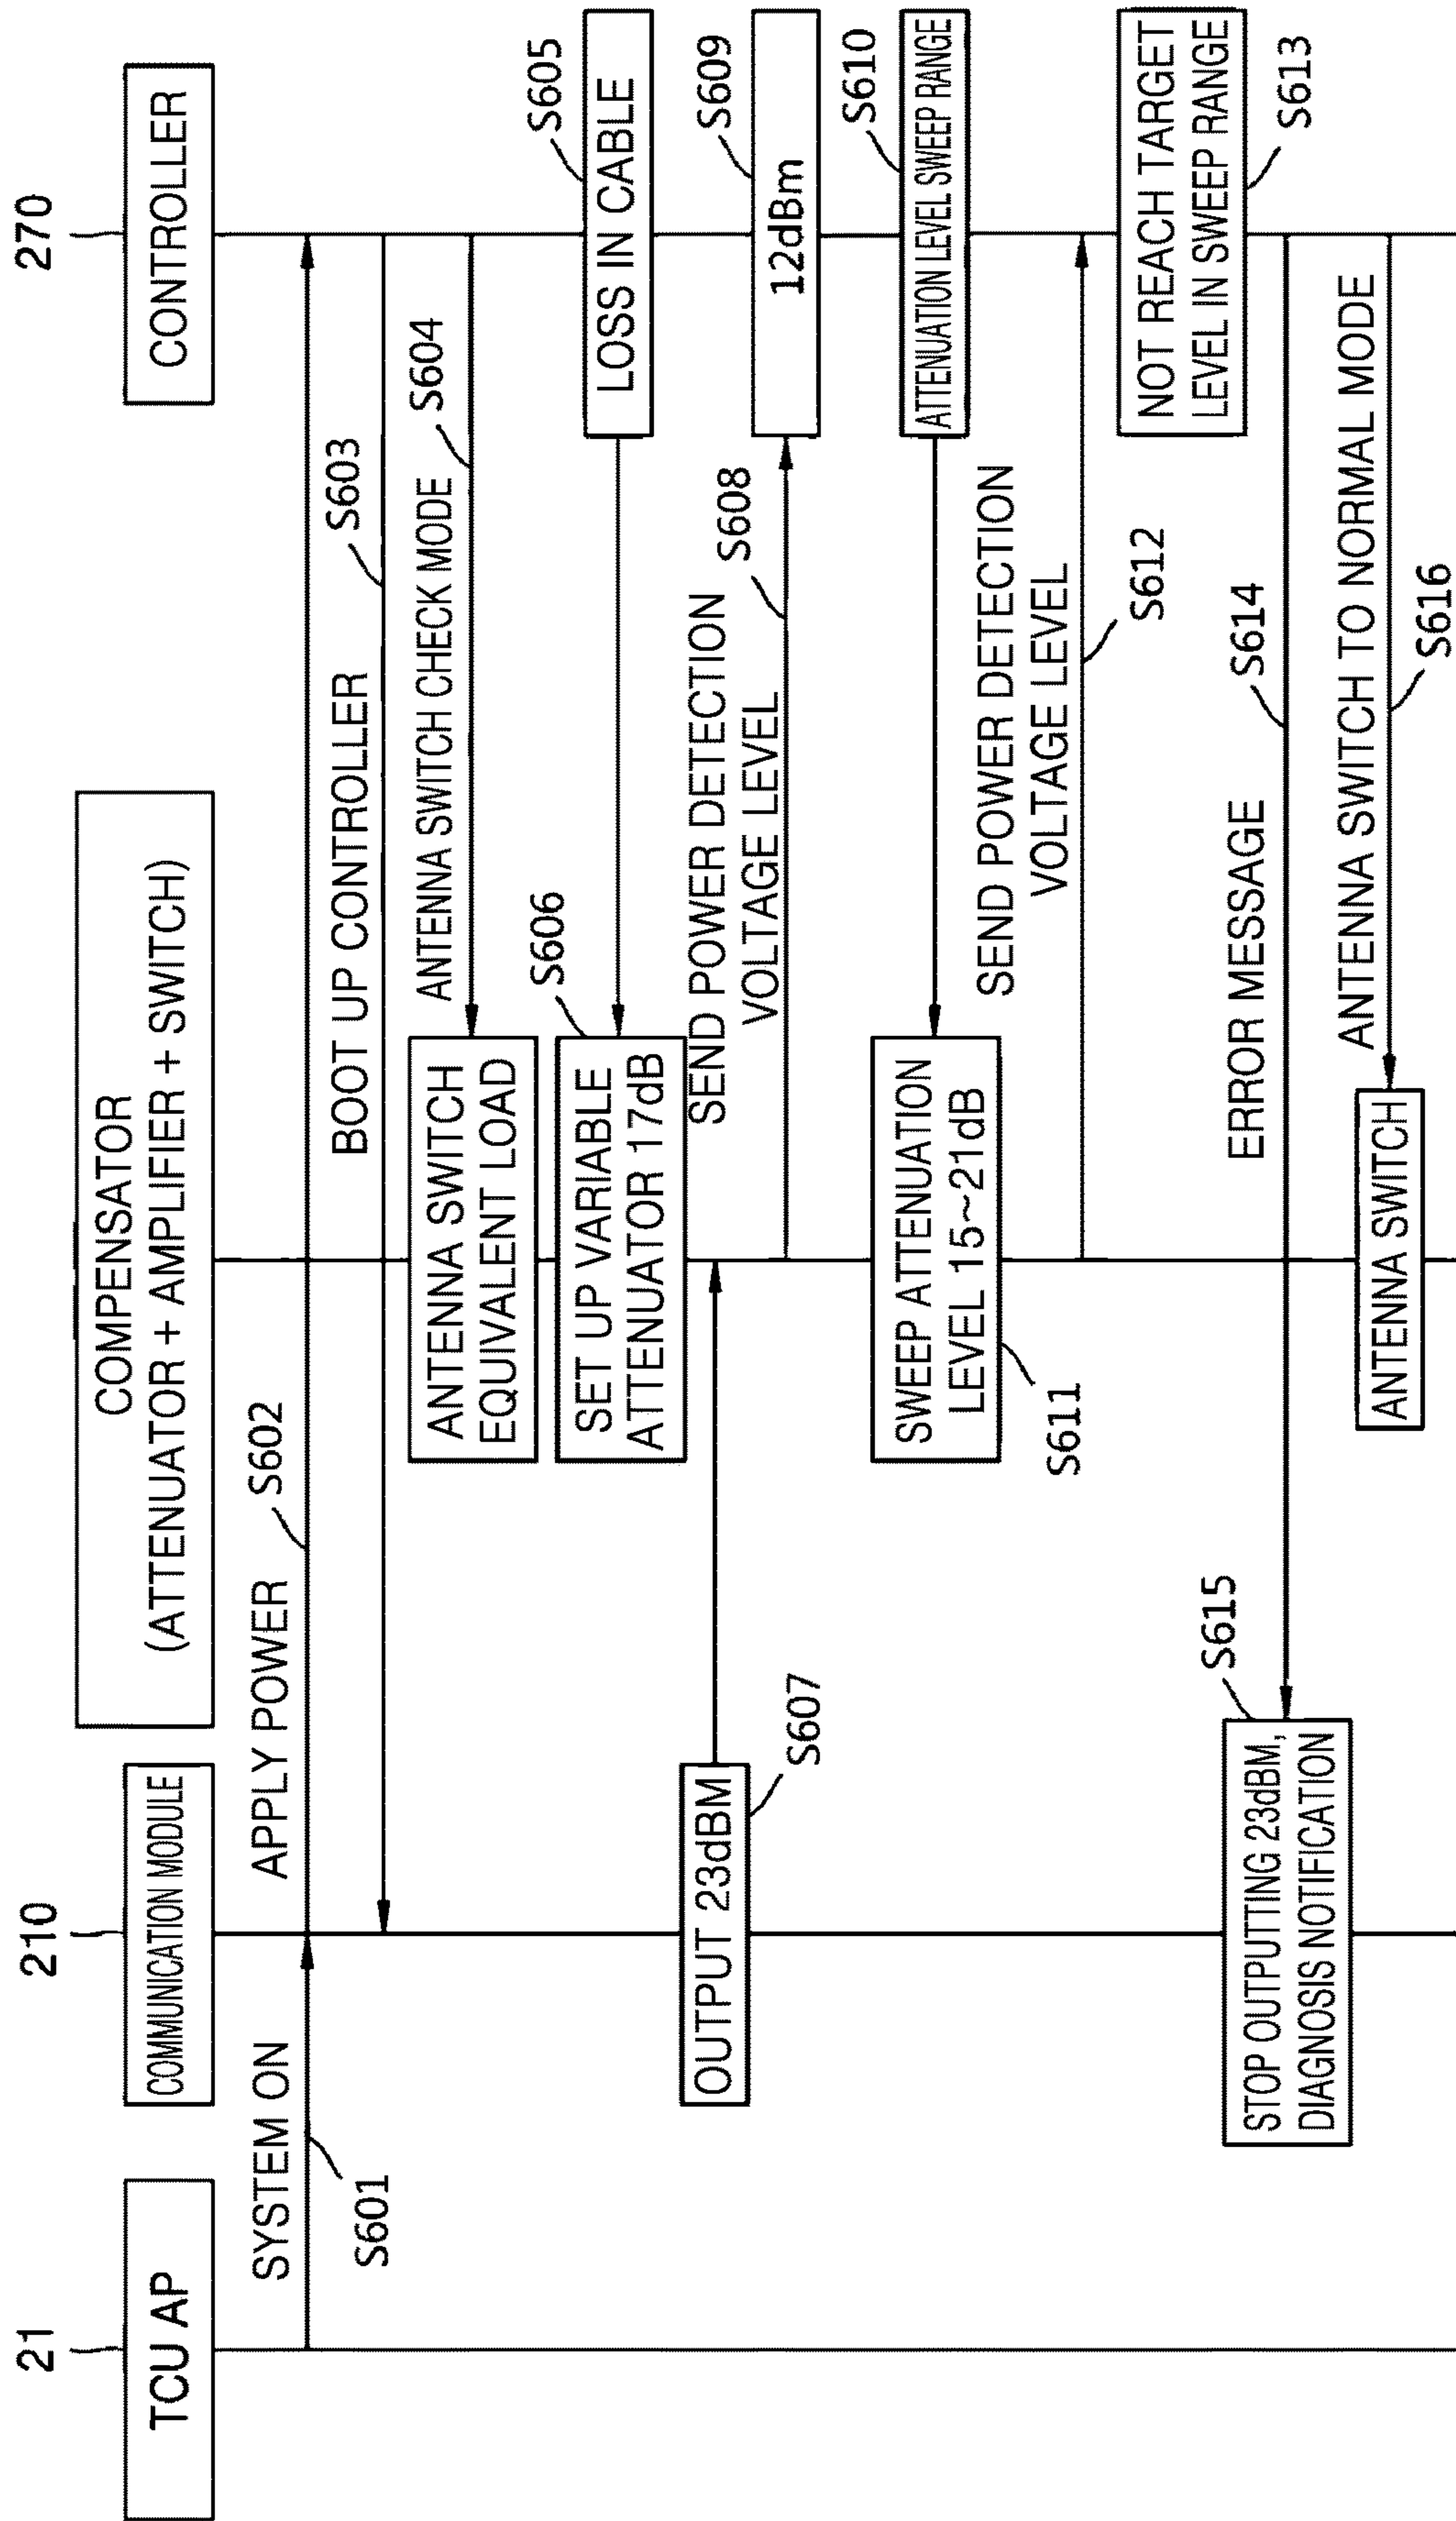 21
TCU AP
210
COMMUNICATION MODULE
COMPENSATOR
(ATTENUATOR + AMPLIFIER + SWITCH)
270
CONTROLLER
SYSTEM ON
S601
APPLY POWER
S602
BOOT UP CONTROLLER
S603
ANTENNA SWITCH CHECK MODE
S604
ANTENNA SWITCH
EQUIVALENT LOAD
LOSS IN CABLE
S605
SET UP VARIABLE
ATTENUATOR 17dB
S606
OUTPUT 23dBM
S607
SEND POWER DETECTION
VOLTAGE LEVEL
S608
12dBm
S609
ATTENUATION LEVEL SWEEP RANGE
S610
SWEEP ATTENUATION
LEVEL 15~21dB
S611
SEND POWER DETECTION
VOLTAGE LEVEL
S612
NOT REACH TARGET
LEVEL IN SWEEP RANGE
S613
ERROR MESSAGE
S614
STOP OUTPUTTING 23dBM,
DIAGNOSIS NOTIFICATION
S615
ANTENNA SWITCH TO NORMAL MODE
S616
ANTENNA SWITCH